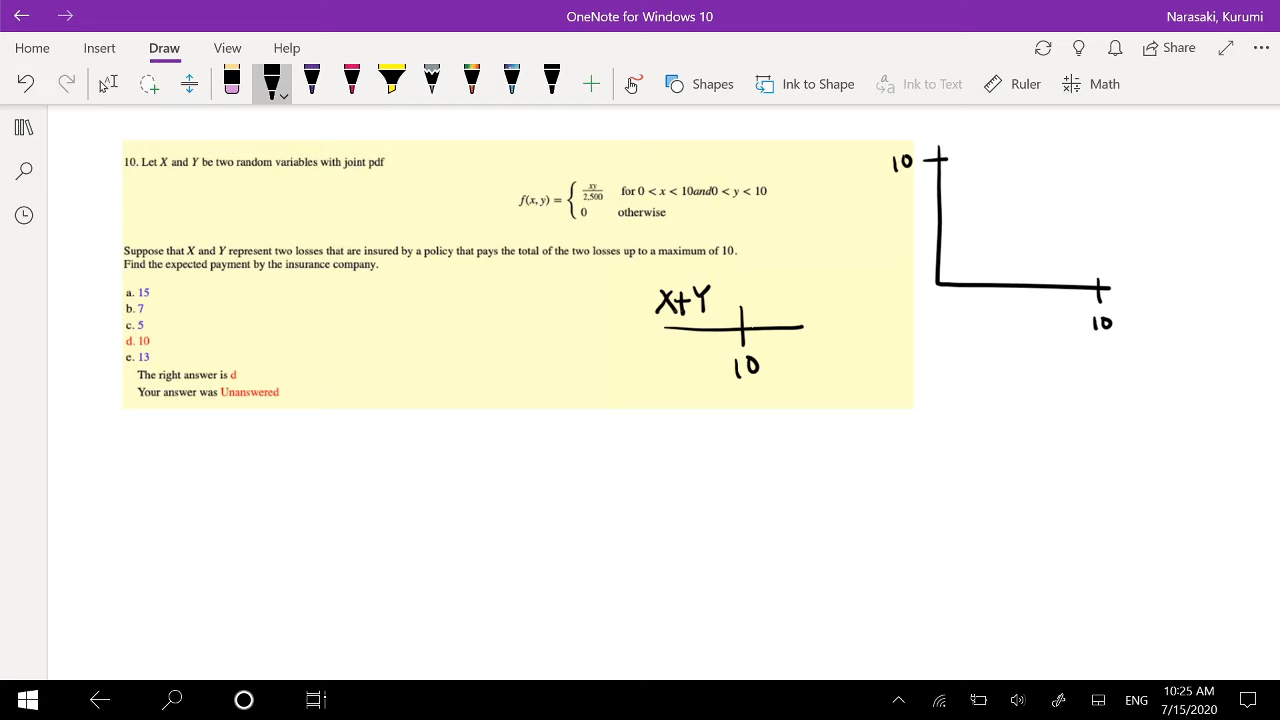 OneNote for Windows 10
Narasaki, Kurumi
Home Insert Draw View Help
Share
Shapes Ink to Shape Ink to Text Ruler Math
10. Let X and Y be two random variables with joint pdf
f(x, y) = { xy/2,500 for 0 < x < 10and0 < y < 10
0 otherwise
Suppose that X and Y represent two losses that are insured by a policy that pays the total of the two losses up to a maximum of 10.
Find the expected payment by the insurance company.
a. 15
b. 7
c. 5
d. 10
e. 13
The right answer is d
Your answer was Unanswered
X+Y
10
10
10
ENG
10:25 AM
7/15/2020